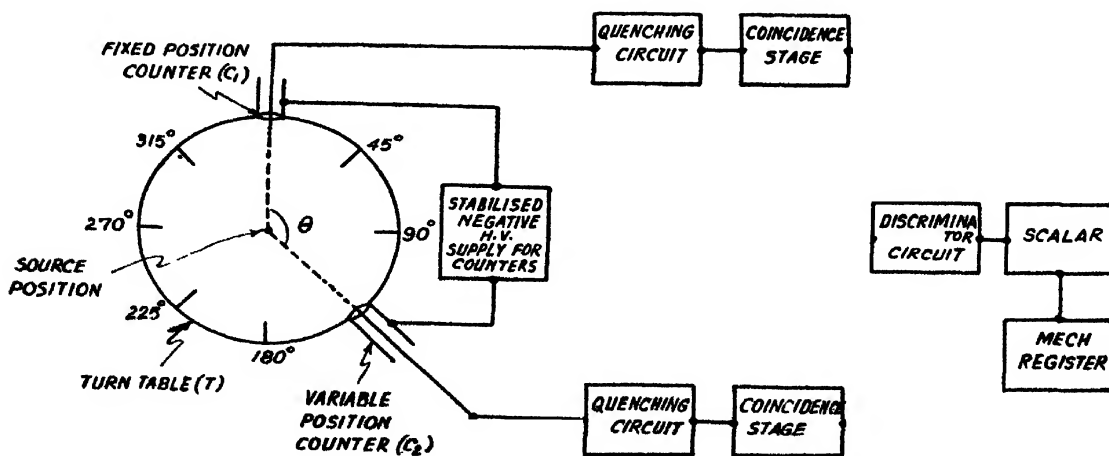 FIXED POSITION
COUNTER (C₁)
QUENCHING
CIRCUIT
COINCIDENCE
STAGE
315°
45°
270°
θ
90°
STABILISED
NEGATIVE
H.V.
SUPPLY FOR
COUNTERS
DISCRIMINA
TOR
CIRCUIT
SCALAR
SOURCE
POSITION
225°
180°
MECH
REGISTER
TURN TABLE (T)
VARIABLE
POSITION
COUNTER (C₂)
QUENCHING
CIRCUIT
COINCIDENCE
STAGE